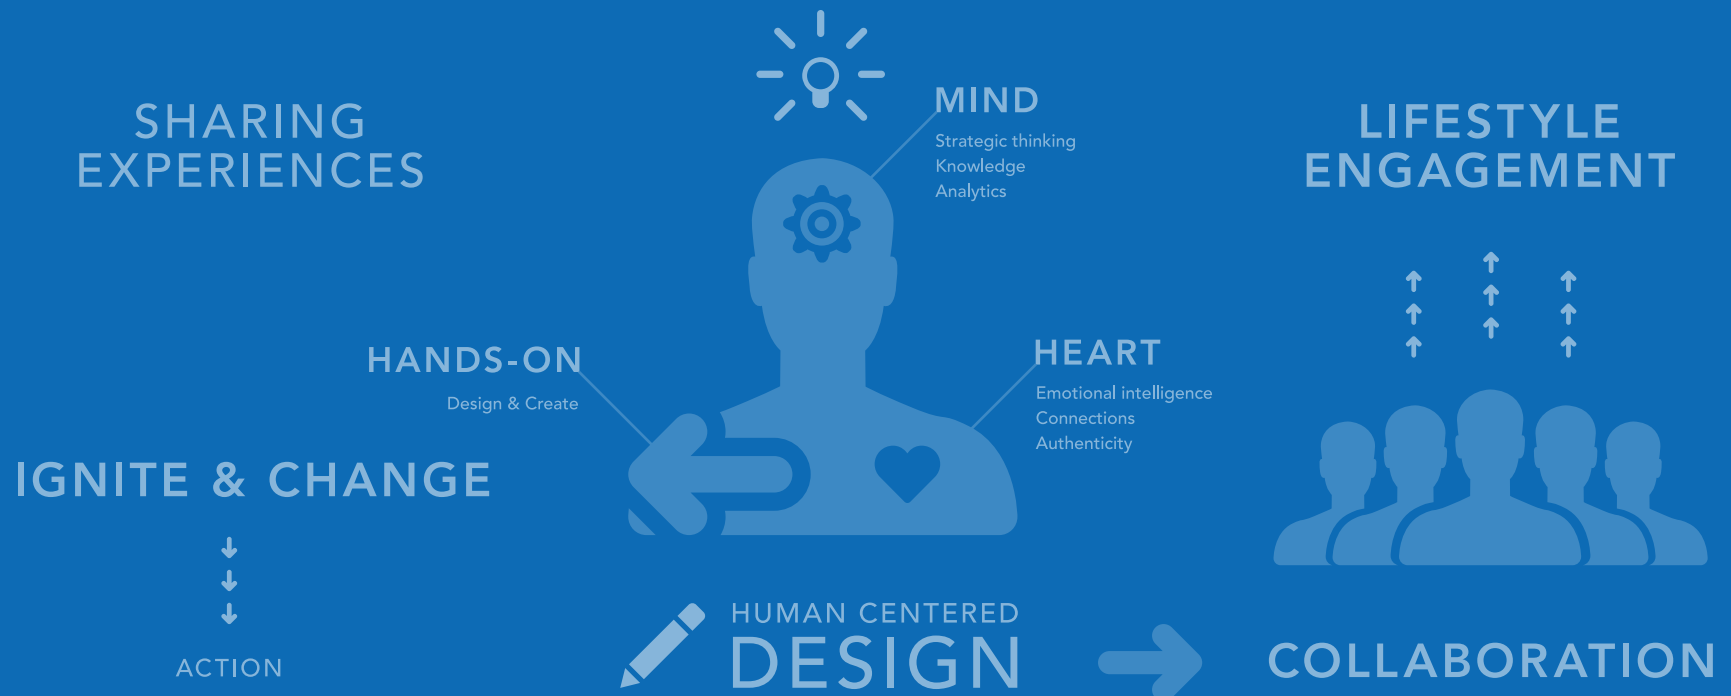 SHARING
EXPERIENCES
MIND
Strategic thinking
Knowledge
Analytics
LIFESTYLE
ENGAGEMENT
HANDS-ON
Design & Create
HEART
Emotional intelligence
Connections
Authenticity
IGNITE & CHANGE
ACTION
HUMAN CENTERED
DESIGN
COLLABORATION